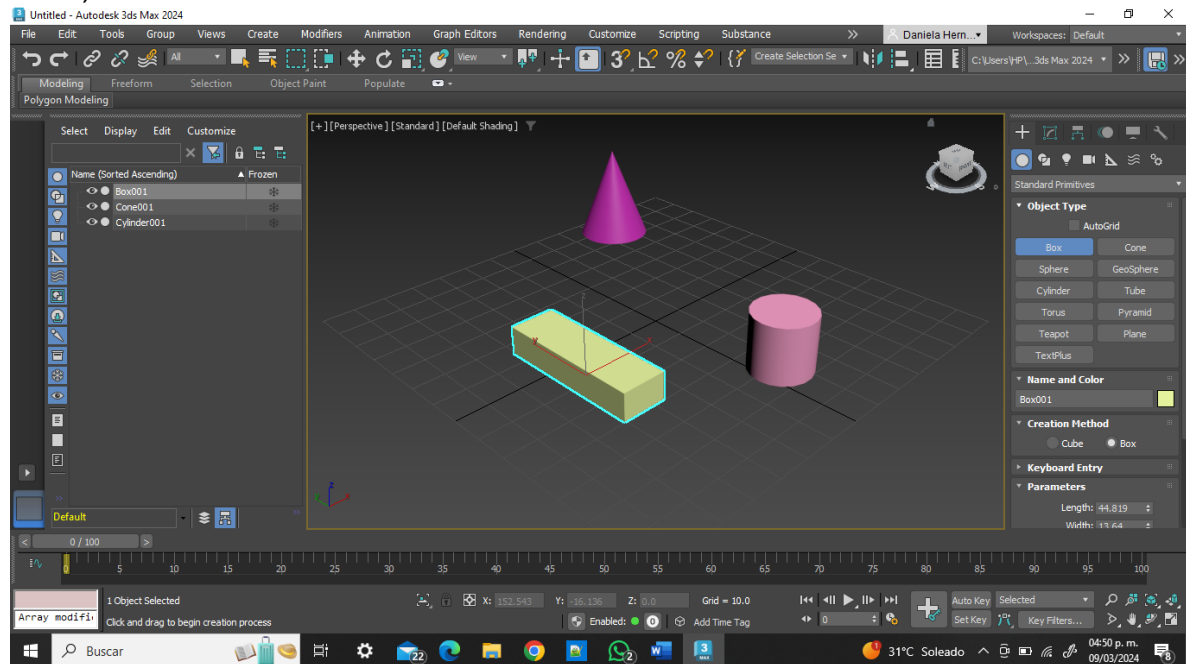 Untitled - Autodesk 3ds Max 2024
File Edit Tools Group Views Create Modifiers Animation Graph Editors Rendering Customize Scripting Substance Daniela Hern... Workspaces: Default
All View Create Selection Se C:\Users\HP\...3ds Max 2024
Modeling Freeform Selection Object Paint Populate
Polygon Modeling
Select Display Edit Customize
[+] [Perspective] [Standard] [Default Shading]
Name (Sorted Ascending) Frozen
Box001
Cone001
Cylinder001
Standard Primitives
Object Type
AutoGrid
Box Cone
Sphere GeoSphere
Cylinder Tube
Torus Pyramid
Teapot Plane
TextPlus
Name and Color
Box001
Creation Method
Cube Box
Keyboard Entry
Parameters
Length: 44.819
Width: 13.64
Default
0 / 100
0 5 10 15 20 25 30 35 40 45 50 55 60 65 70 75 80 85 90 95 100
1 Object Selected X: 152.543 Y: -16.136 Z: 0.0 Grid = 10.0 Auto Key Selected
Array modifi Click and drag to begin creation process Enabled: 0 Add Time Tag 0 Set Key Key Filters...
Buscar 22 2 31°C Soleado 04:50 p. m.
09/03/2024